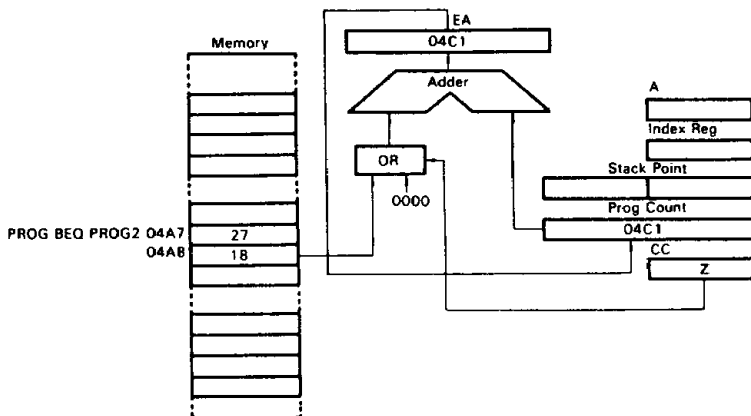 EA
04C1
Memory
Adder
A
Index Reg
OR
Stack Point
0000
Prog Count
PROG BEQ PROG2 04A7
27
04C1
04A8
18
CC
Z